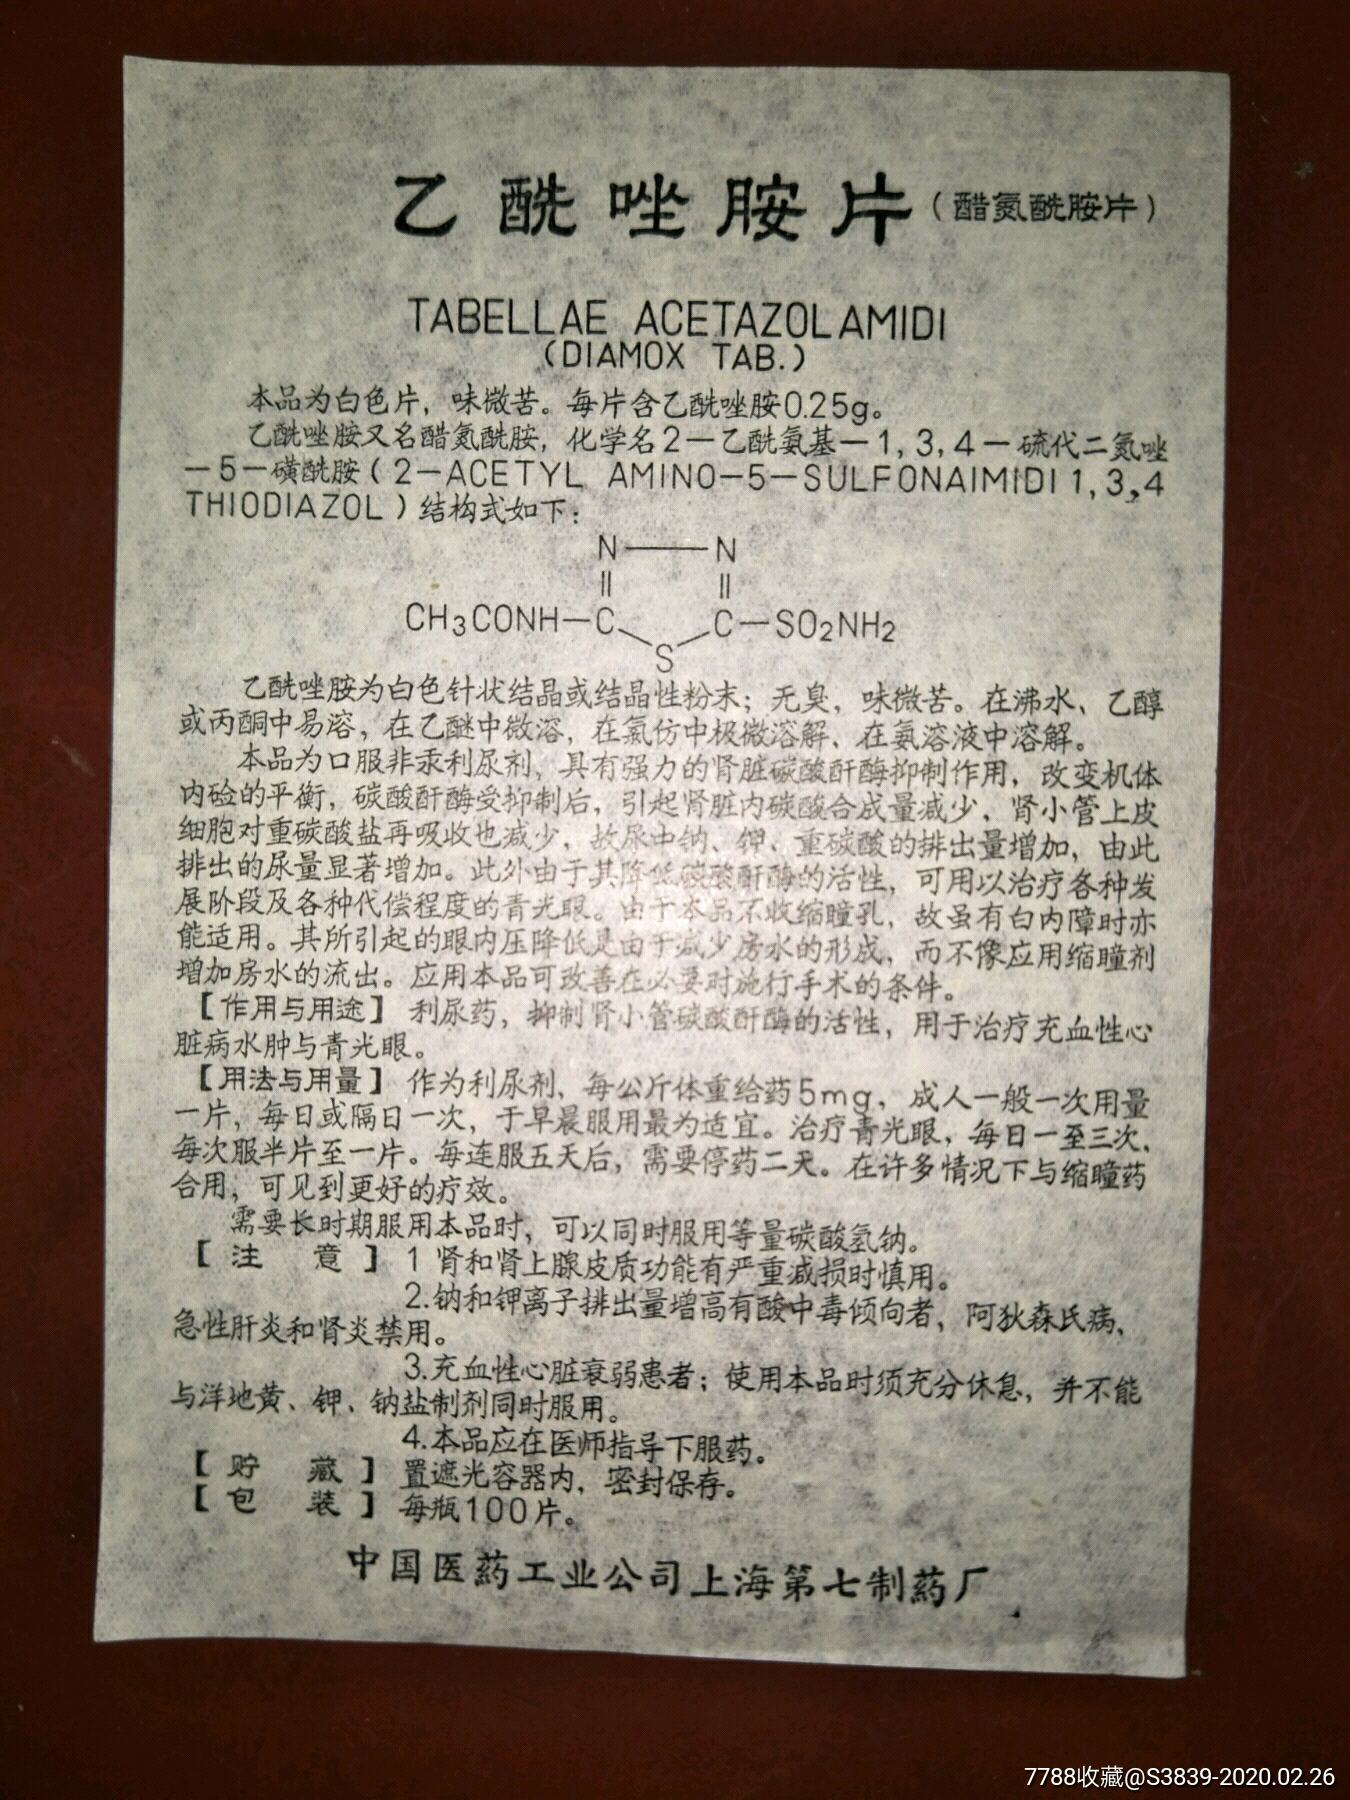 乙酰唑胺片（醋氮酰胺片）
TABELLAE ACETAZOLAMIDI
(DIAMOX TAB.)
本品为白色片，味微苦。每片含乙酰唑胺0.25g。
乙酰唑胺又名醋氮酰胺，化学名2－乙酰氨基－1,3,4－硫代二氮唑
－5－磺酰胺(2－ACETYL AMINO－5－SULFONAIMIDI 1,3,4
THIODIAZOL)结构式如下：
N N
CH3CONH－C C－SO2NH2
S
乙酰唑胺为白色针状结晶或结晶性粉末；无臭，味微苦。在沸水、乙醇
或丙酮中易溶，在乙醚中微溶，在氯仿中极微溶解、在氨溶液中溶解。
本品为口服非汞利尿剂，具有强力的肾脏碳酸酐酶抑制作用，改变机体
内硷的平衡，碳酸酐酶受抑制后，引起肾脏内碳酸合成量减少、肾小管上皮
细胞对重碳酸盐再吸收也减少，故尿中钠、钾、重碳酸的排出量增加，由此
排出的尿量显著增加。此外由于其降低碳酸酐酶的活性，可用以治疗各种发
展阶段及各种代偿程度的青光眼。由于本品不收缩瞳孔，故虽有白内障时亦
能适用。其所引起的眼内压降低是由于减少房水的形成，而不像应用缩瞳剂
增加房水的流出。应用本品可改善在必要时施行手术的条件。
【作用与用途】 利尿药，抑制肾小管碳酸酐酶的活性，用于治疗充血性心
脏病水肿与青光眼。
【用法与用量】 作为利尿剂，每公斤体重给药5mg、成人一般一次用量
一片，每日或隔日一次，于早晨服用最为适宜。治疗青光眼，每日一至三次，
每次服半片至一片。每连服五天后，需要停药二天。在许多情况下与缩瞳药
合用，可见到更好的疗效。
需要长时期服用本品时，可以同时服用等量碳酸氢钠。
【注 意】 1 肾和肾上腺皮质功能有严重减损时慎用。
2.钠和钾离子排出量增高有酸中毒倾向者，阿狄森氏病、
急性肝炎和肾炎禁用。
3.充血性心脏衰弱患者；使用本品时须充分休息，并不能
与洋地黄、钾、钠盐制剂同时服用。
4.本品应在医师指导下服药。
【贮 藏】 置遮光容器内，密封保存。
【包 装】 每瓶100片。
中国医药工业公司上海第七制药厂
7788收藏@S3839-2020.02.26